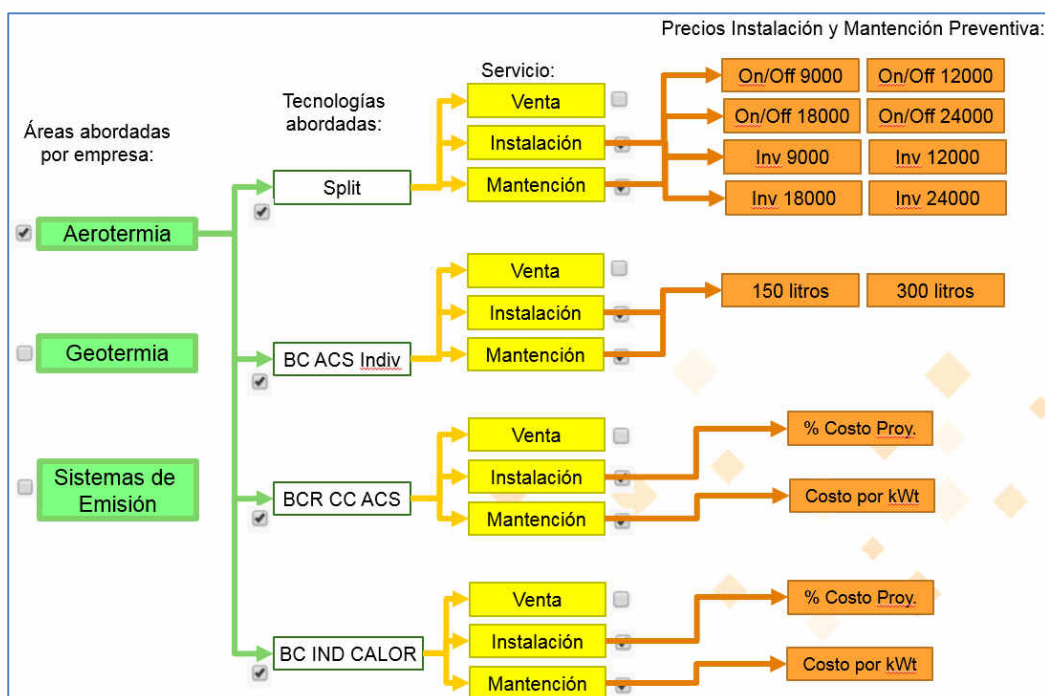 Precios Instalación y Mantención Preventiva:
Áreas abordadas
por empresa:
Tecnologías
abordadas:
Servicio:
Aerotermia
Geotermia
Sistemas de
Emisión
Split
Venta
Instalación
Mantención
On/Off 9000
On/Off 12000
On/Off 18000
On/Off 24000
Inv 9000
Inv 12000
Inv 18000
Inv 24000
BC ACS Indiv
Venta
Instalación
Mantención
150 litros
300 litros
BCR CC ACS
Venta
Instalación
Mantención
% Costo Proy.
Costo por kWt
BC IND CALOR
Venta
Instalación
Mantención
% Costo Proy.
Costo por kWt